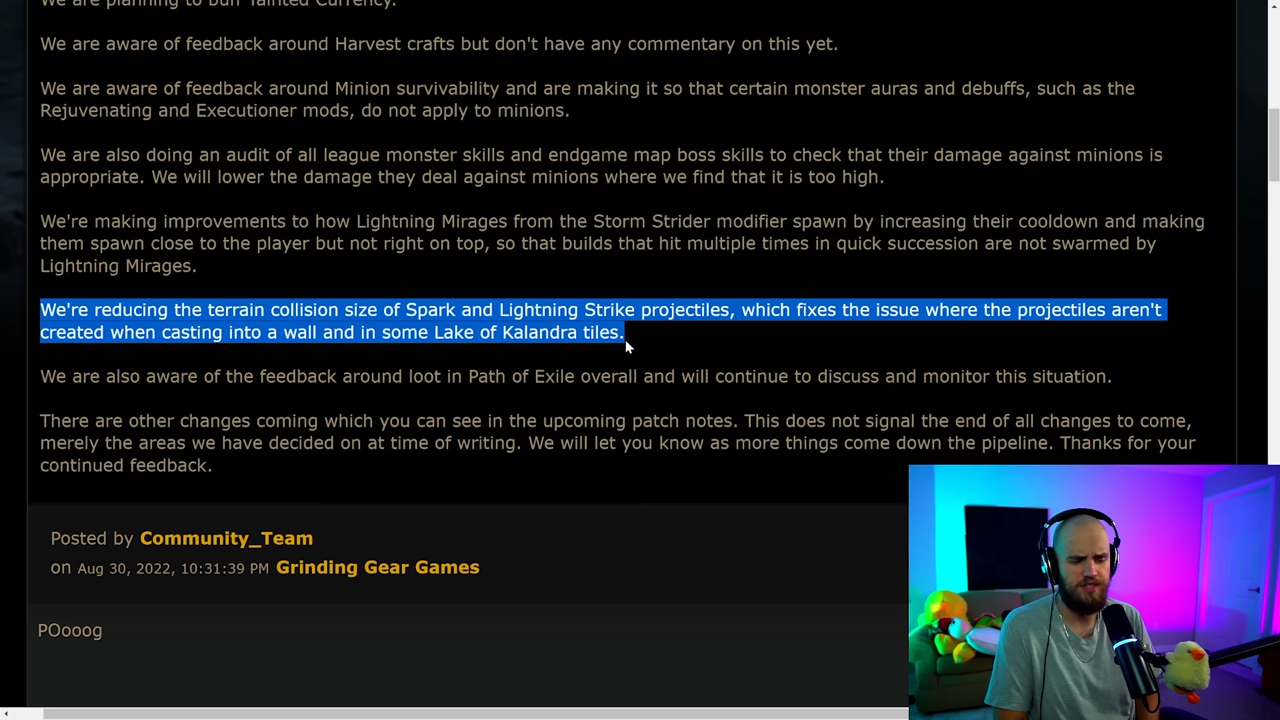 We are planning to buff Tainted Currency.
We are aware of feedback around Harvest crafts but don't have any commentary on this yet.
We are aware of feedback around Minion survivability and are making it so that certain monster auras and debuffs, such as the
Rejuvenating and Executioner mods, do not apply to minions.
We are also doing an audit of all league monster skills and endgame map boss skills to check that their damage against minions is
appropriate. We will lower the damage they deal against minions where we find that it is too high.
We're making improvements to how Lightning Mirages from the Storm Strider modifier spawn by increasing their cooldown and making
them spawn close to the player but not right on top, so that builds that hit multiple times in quick succession are not swarmed by
Lightning Mirages.
We're reducing the terrain collision size of Spark and Lightning Strike projectiles, which fixes the issue where the projectiles aren't
created when casting into a wall and in some Lake of Kalandra tiles.
We are also aware of the feedback around loot in Path of Exile overall and will continue to discuss and monitor this situation.
There are other changes coming which you can see in the upcoming patch notes. This does not signal the end of all changes to come,
merely the areas we have decided on at time of writing. We will let you know as more things come down the pipeline. Thanks for your
continued feedback.
Posted by Community_Team
on Aug 30, 2022, 10:31:39 PM Grinding Gear Games
POooog